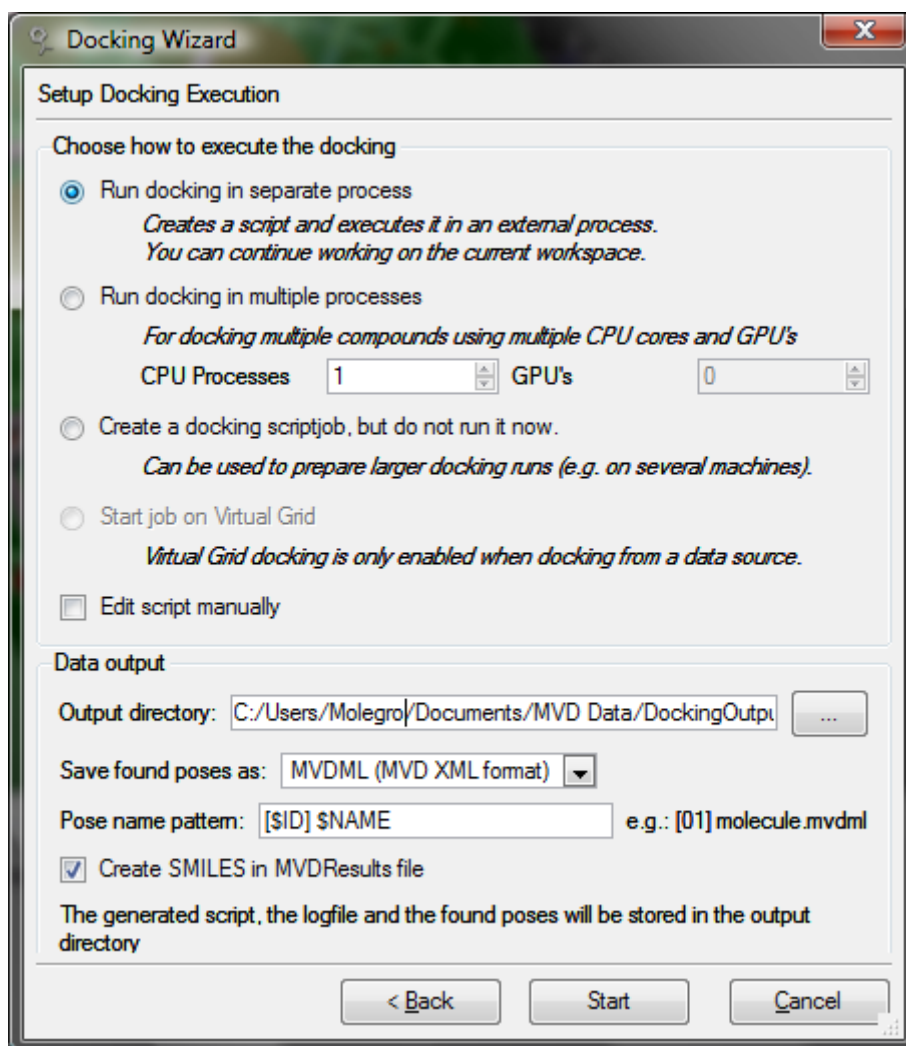 Docking Wizard
Setup Docking Execution
Choose how to execute the docking
Run docking in separate process
Creates a script and executes it in an external process.
You can continue working on the current workspace.
Run docking in multiple processes
For docking multiple compounds using multiple CPU cores and GPU's
CPU Processes 1 GPU's 0
Create a docking scriptjob, but do not run it now.
Can be used to prepare larger docking runs (e.g. on several machines).
Start job on Virtual Grid
Virtual Grid docking is only enabled when docking from a data source.
Edit script manually
Data output
Output directory: C:/Users/Molegro/Documents/MVD Data/DockingOutpu ...
Save found poses as: MVDML (MVD XML format)
Pose name pattern: [$ID] $NAME e.g.: [01] molecule.mvdml
Create SMILES in MVDResults file
The generated script, the logfile and the found poses will be stored in the output
directory
< Back Start Cancel